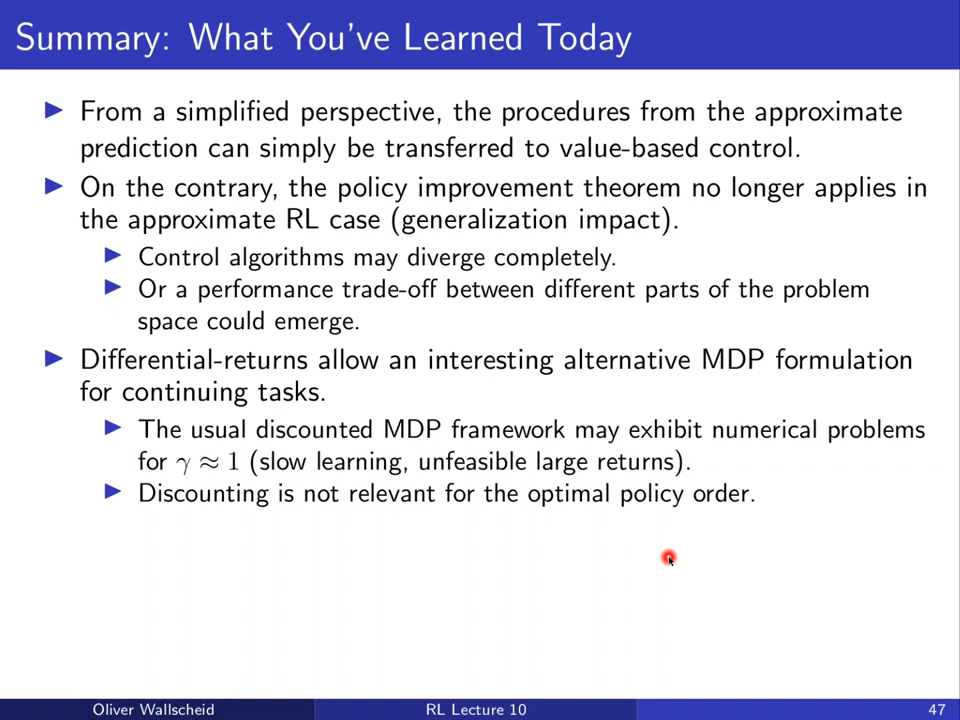 Summary: What You've Learned Today
From a simplified perspective, the procedures from the approximate
prediction can simply be transferred to value-based control.
On the contrary, the policy improvement theorem no longer applies in
the approximate RL case (generalization impact).
Control algorithms may diverge completely.
Or a performance trade-off between different parts of the problem
space could emerge.
Differential-returns allow an interesting alternative MDP formulation
for continuing tasks.
The usual discounted MDP framework may exhibit numerical problems
for γ ≈ 1 (slow learning, unfeasible large returns).
Discounting is not relevant for the optimal policy order.
Oliver Wallscheid RL Lecture 10 47